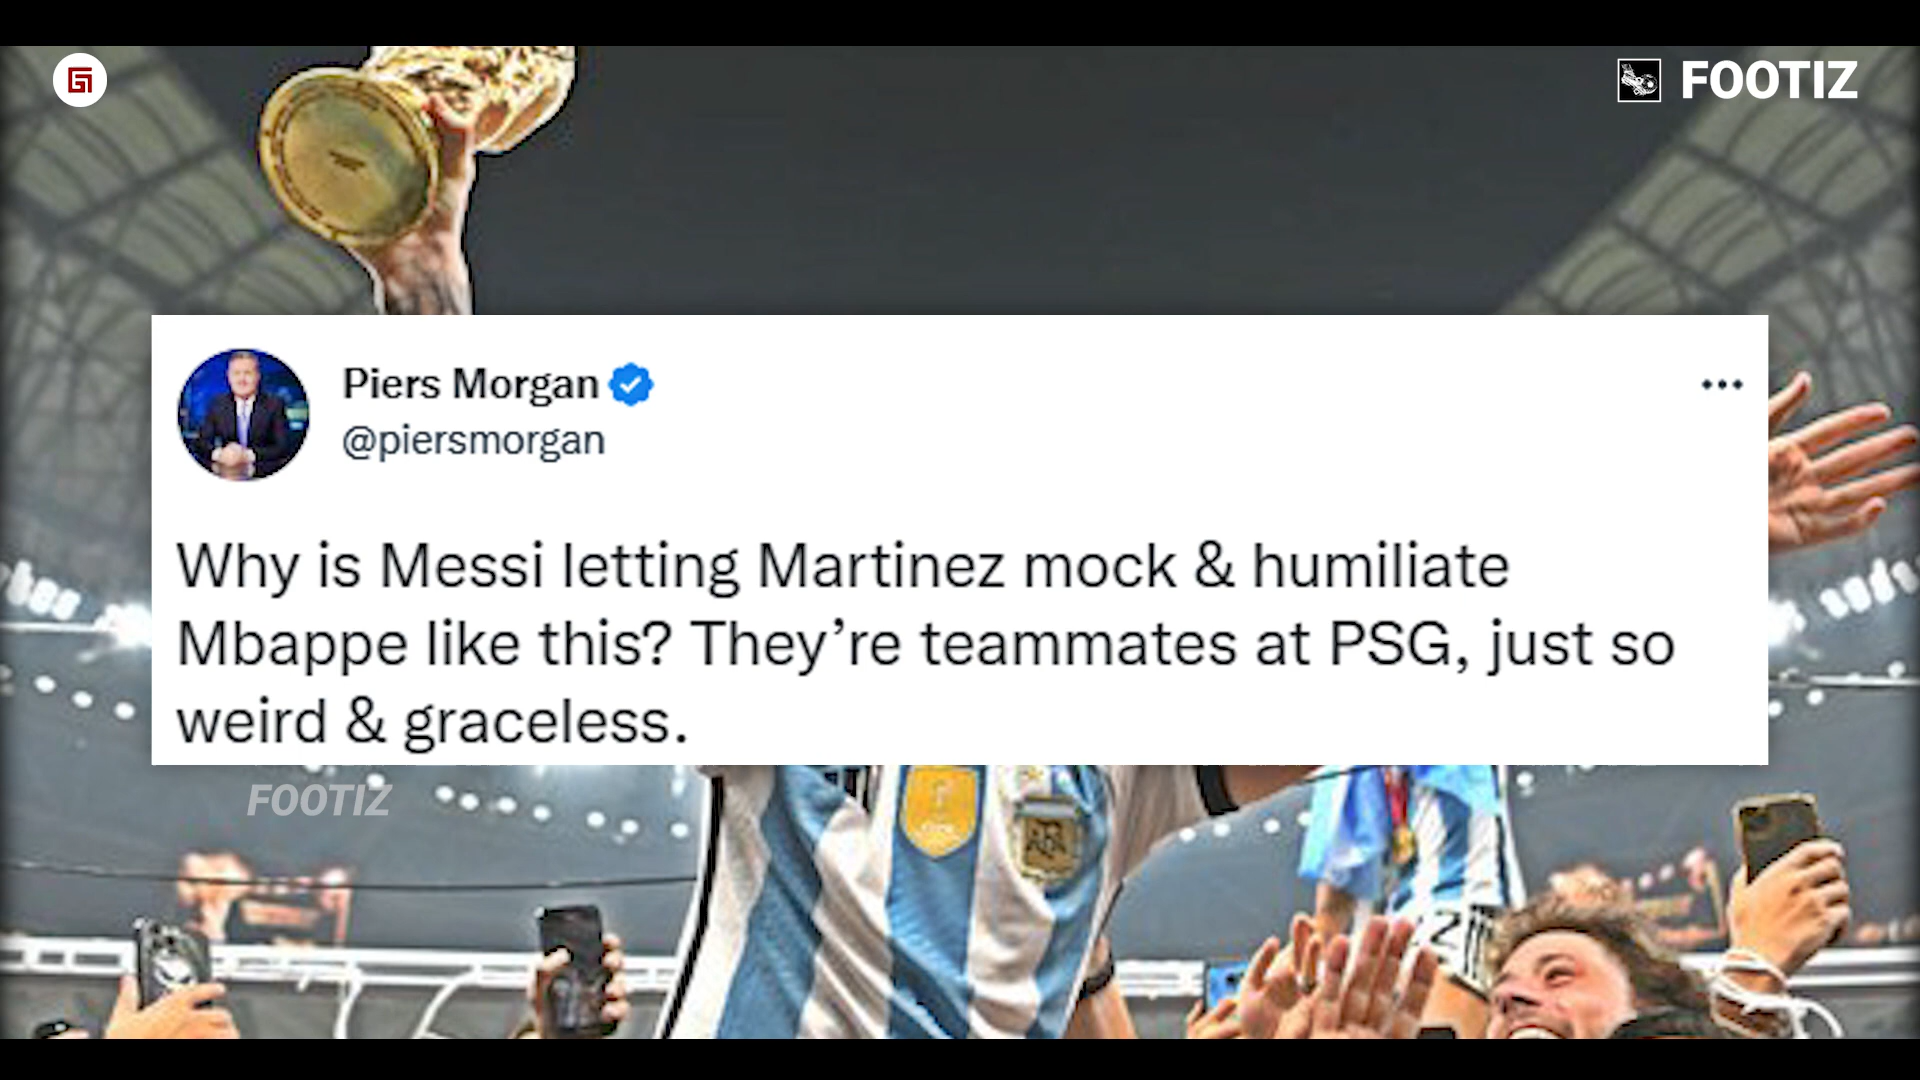 FOOTIZ
Piers Morgan
@piersmorgan
Why is Messi letting Martinez mock & humiliate
Mbappe like this? They’re teammates at PSG, just so
weird & graceless.
FOOTIZ
AFA